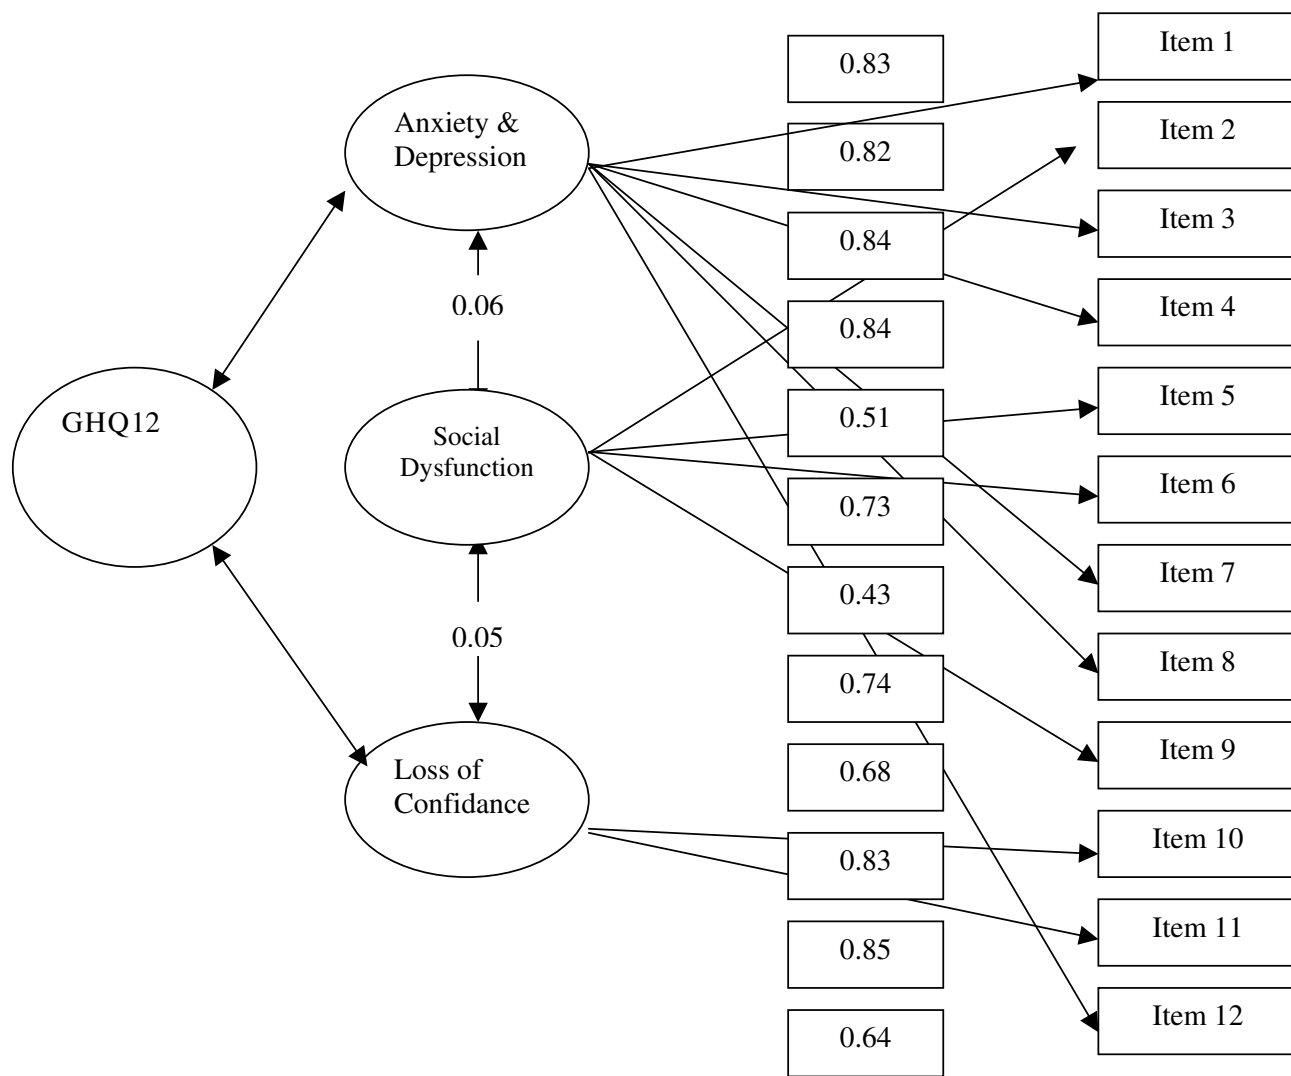 GHQ12
Anxiety &
Depression
0.06
Social
Dysfunction
0.05
Loss of
Confidance
0.83
0.82
0.84
0.84
0.51
0.73
0.43
0.74
0.68
0.83
0.85
0.64
Item 1
Item 2
Item 3
Item 4
Item 5
Item 6
Item 7
Item 8
Item 9
Item 10
Item 11
Item 12